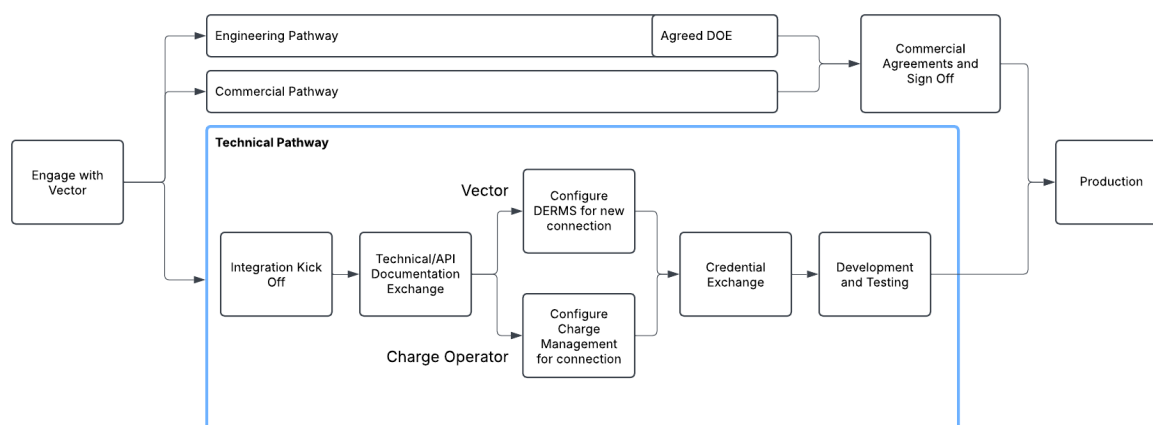 Engineering Pathway
Agreed DOE
Commercial
Agreements and
Sign Off
Commercial Pathway
Technical Pathway
Engage with
Vector
Production
Vector
Configure
DERMS for new
connection
Integration Kick
Off
Technical/API
Documentation
Exchange
Credential
Exchange
Development
and Testing
Configure
Charge
Management
for connection
Charge Operator